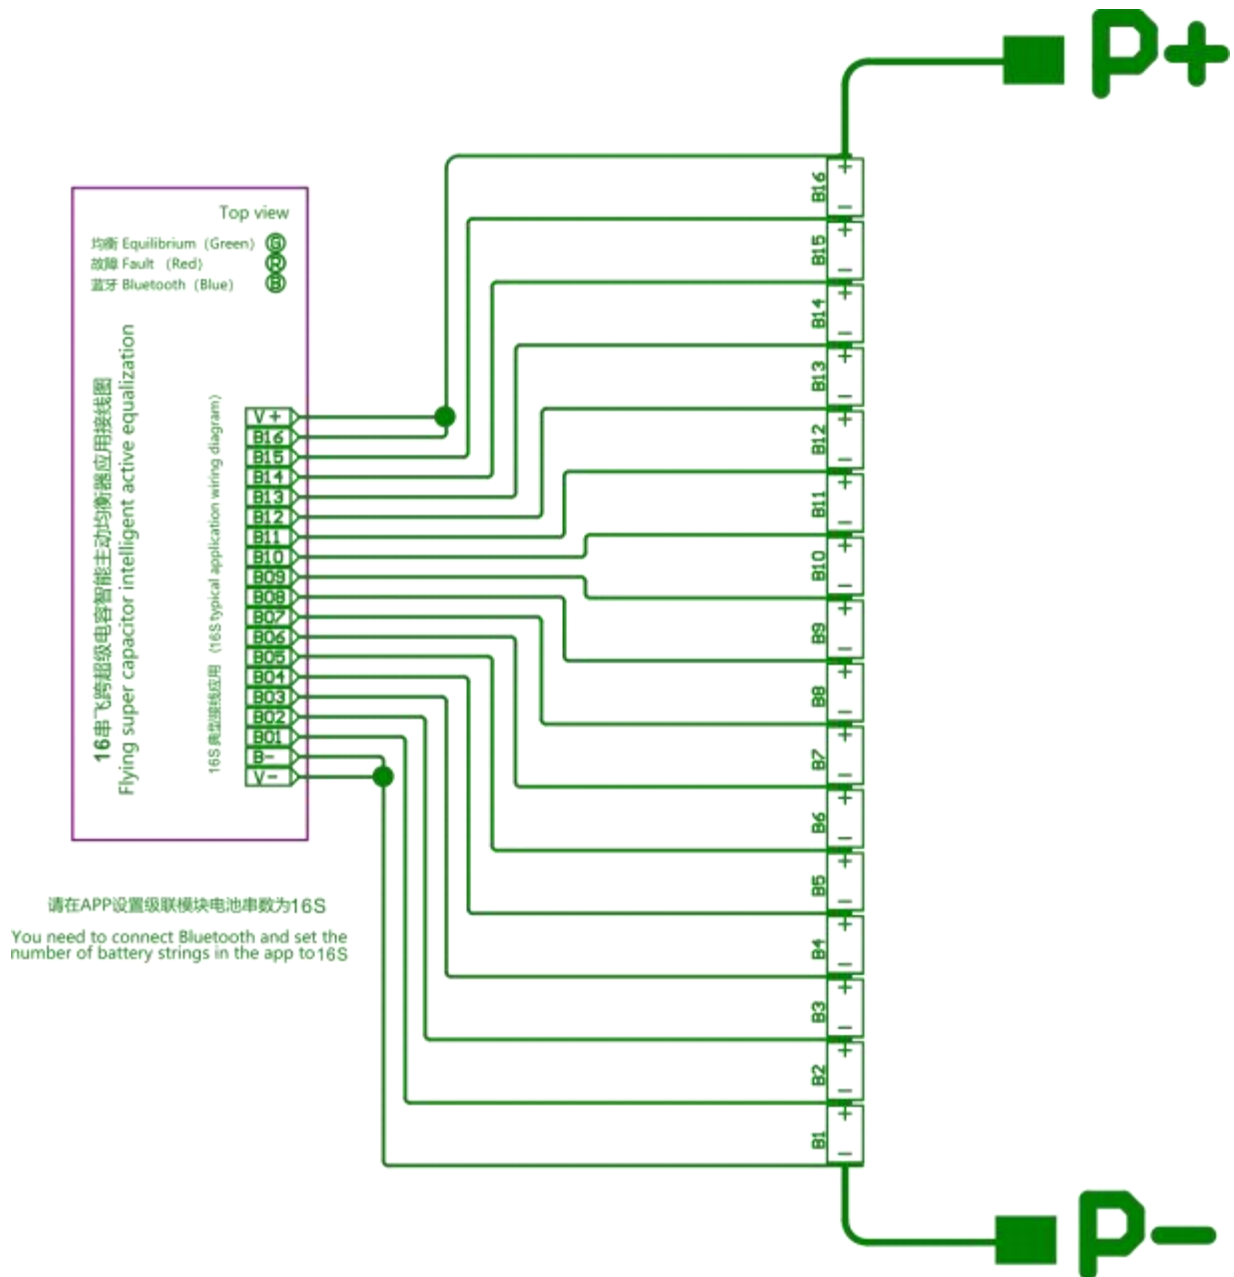 P+
Top view
均衡 Equilibrium (Green) G
故障 Fault (Red) R
蓝牙 Bluetooth (Blue) B
16串飞跨超级电容智能主动均衡器应用接线图
Flying super capacitor intelligent active equalization
16S 典型接线应用 (16S typical application wiring diagram)
V+
B16
B15
B14
B13
B12
B11
B10
B09
B08
B07
B06
B05
B04
B03
B02
B01
B-
V-
B16 + −
B15 + −
B14 + −
B13 + −
B12 + −
B11 + −
B10 + −
B9 + −
B8 + −
B7 + −
B6 + −
B5 + −
B4 + −
B3 + −
B2 + −
B1 + −
请在APP设置级联模块电池串数为16S
You need to connect Bluetooth and set the
number of battery strings in the app to 16S
P-